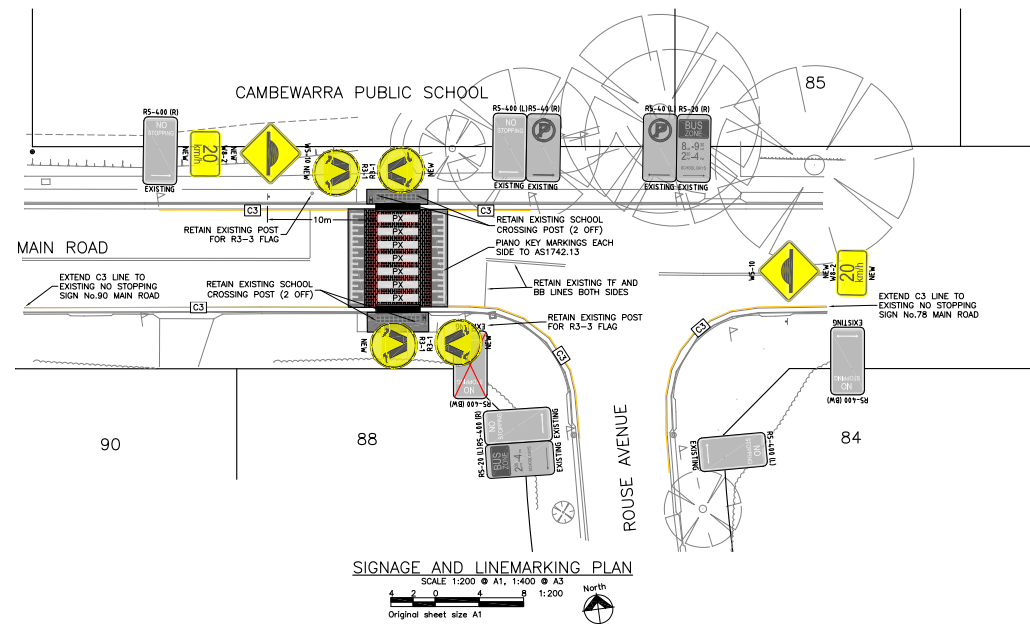 CAMBEWARRA PUBLIC SCHOOL
85
R5-400 (R)
NO
STOPPING
EXISTING
20
km/h
W8-2
NEW
NEW
W5-10
NEW
R3-1
L-ER
NEW
R5-400 (L)
R5-40 (R)
NO
STOPPING
P
EXISTING
EXISTING
R5-40 (L)
R5-20 (R)
P
BUS
ZONE
EXISTING
EXISTING
C3
10m
C3
RETAIN EXISTING POST
FOR R3-3 FLAG
RETAIN EXISTING SCHOOL
CROSSING POST (2 OFF)
PIANO KEY MARKINGS EACH
SIDE TO AS1742.13
PX
PX
PX
PX
PX
PX
PX
MAIN ROAD
EXTEND C3 LINE TO
EXISTING NO STOPPING
SIGN No.90 MAIN ROAD
C3
RETAIN EXISTING SCHOOL
CROSSING POST (2 OFF)
RETAIN EXISTING TF AND
BB LINES BOTH SIDES
RETAIN EXISTING POST
FOR R3-3 FLAG
W5-10
NEW
W8-2
20
km/h
NEW
EXTEND C3 LINE TO
EXISTING NO STOPPING
SIGN No.78 MAIN ROAD
NEW
R3-1
L-ER
NEW
EXISTING
NO
STOPPING
R5-400 (BW)
C3
C3
EXISTING
NO
STOPPING
R5-400 (BW)
90
88
84
R5-400 (R)
NO
STOPPING
EXISTING
R5-20 (L)
BUS
ZONE
EXISTING
EXISTING
NO
STOPPING
R5-400 (L)
ROUSE AVENUE
SIGNAGE AND LINEMARKING PLAN
SCALE 1:200 @ A1, 1:400 @ A3
4 2 0 4 8 1:200
Original sheet size A1
North